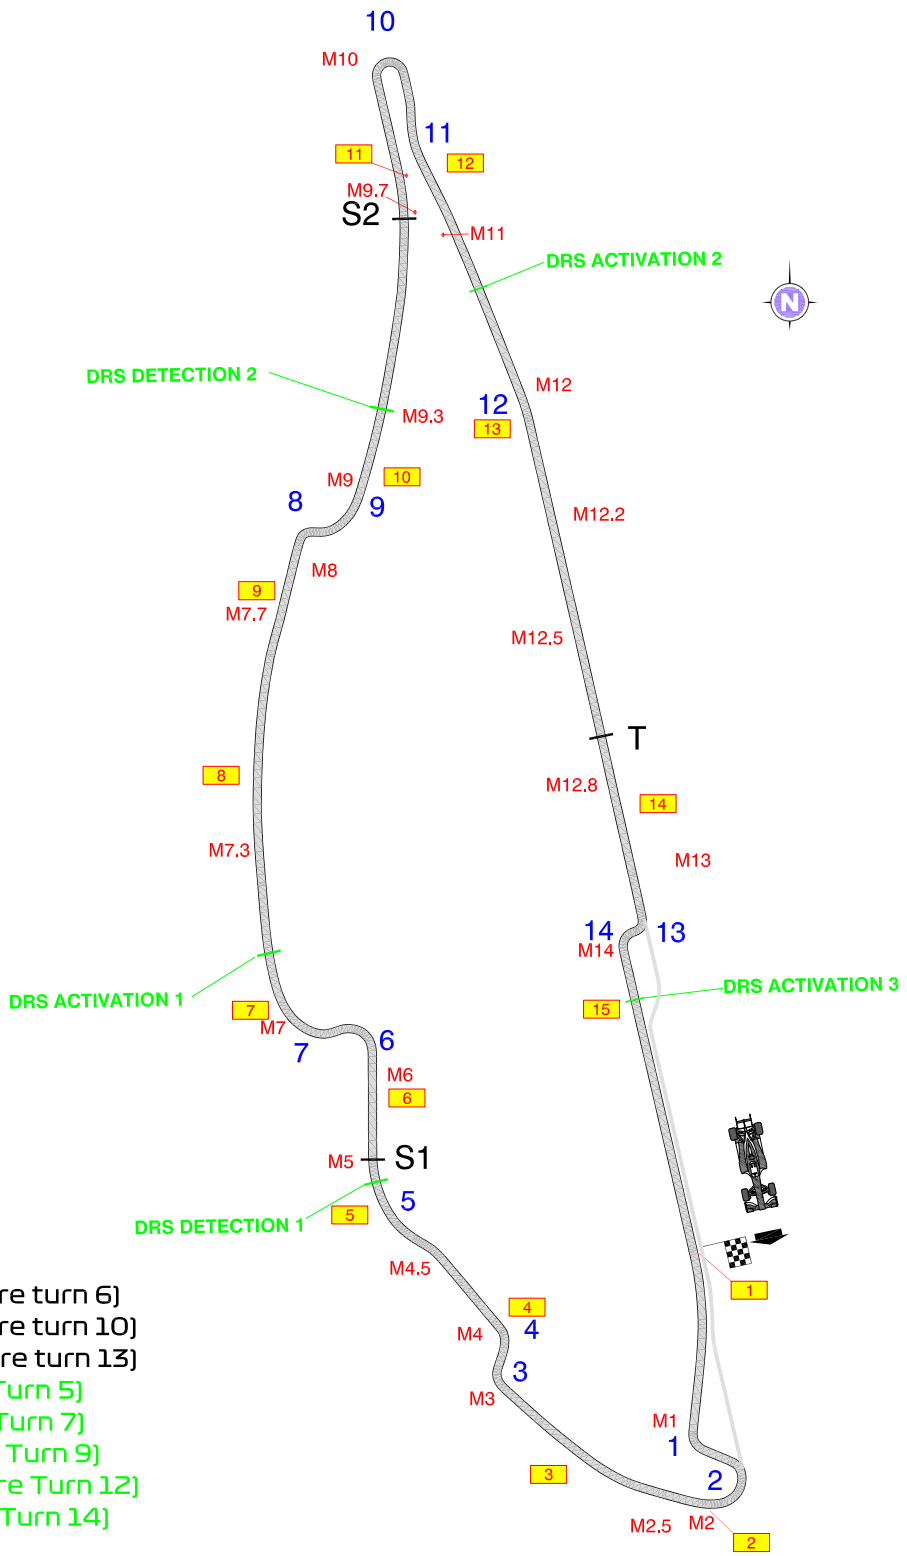 10
M10
11
11
12
M9.7
S2
M11
DRS ACTIVATION 2
N
DRS DETECTION 2
M12
12
13
M9.3
M9
10
8
9
M12.2
M8
9
M7.7
M12.5
T
8
M12.8
14
M7.3
M13
14
13
M14
DRS ACTIVATION 3
DRS ACTIVATION 1
7
15
M7
7
6
M6
6
M5
S1
5
5
DRS DETECTION 1
M4.5
1
re turn 6)
4
4
M4
re turn 10)
re turn 13)
3
M3
Turn 5)
Turn 7)
M1
1
Turn 9)
3
2
re Turn 12)
Turn 14)
M2.5
M2
2